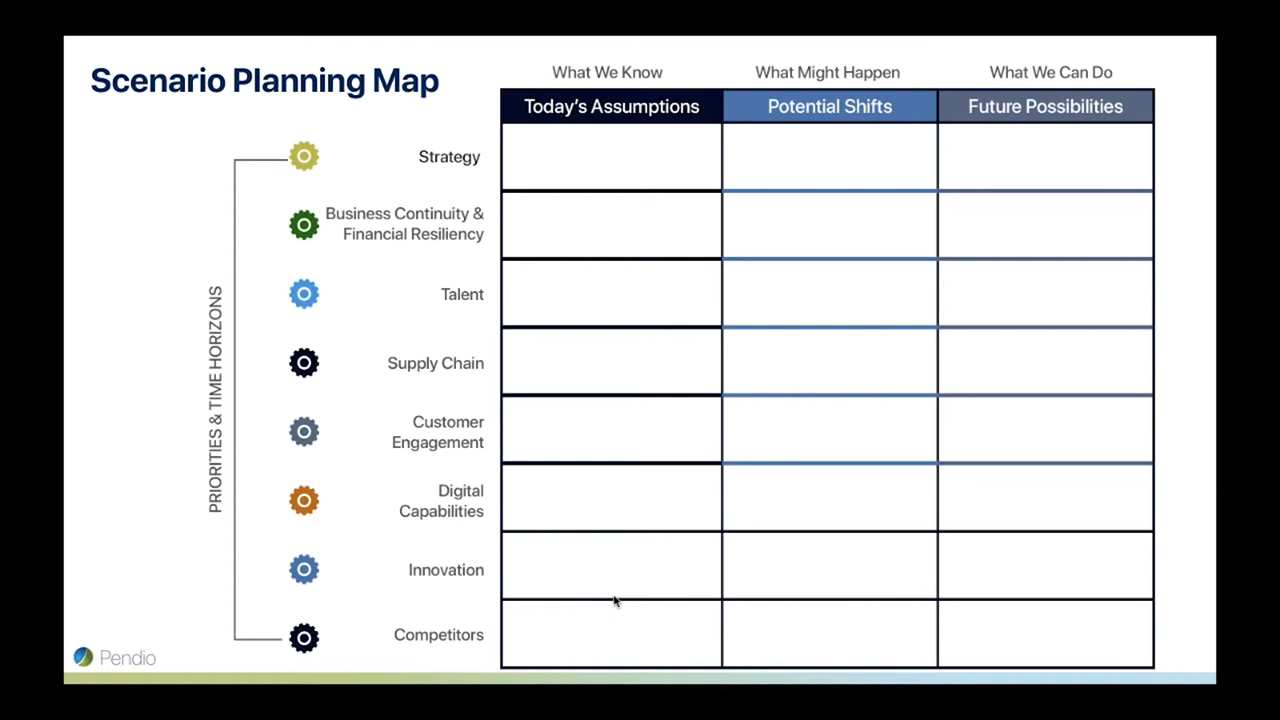 Scenario Planning Map
What We Know
What Might Happen
What We Can Do
Today's Assumptions
Potential Shifts
Future Possibilities
PRIORITIES & TIME HORIZONS
Strategy
Business Continuity &
Financial Resiliency
Talent
Supply Chain
Customer
Engagement
Digital
Capabilities
Innovation
Competitors
Pendio